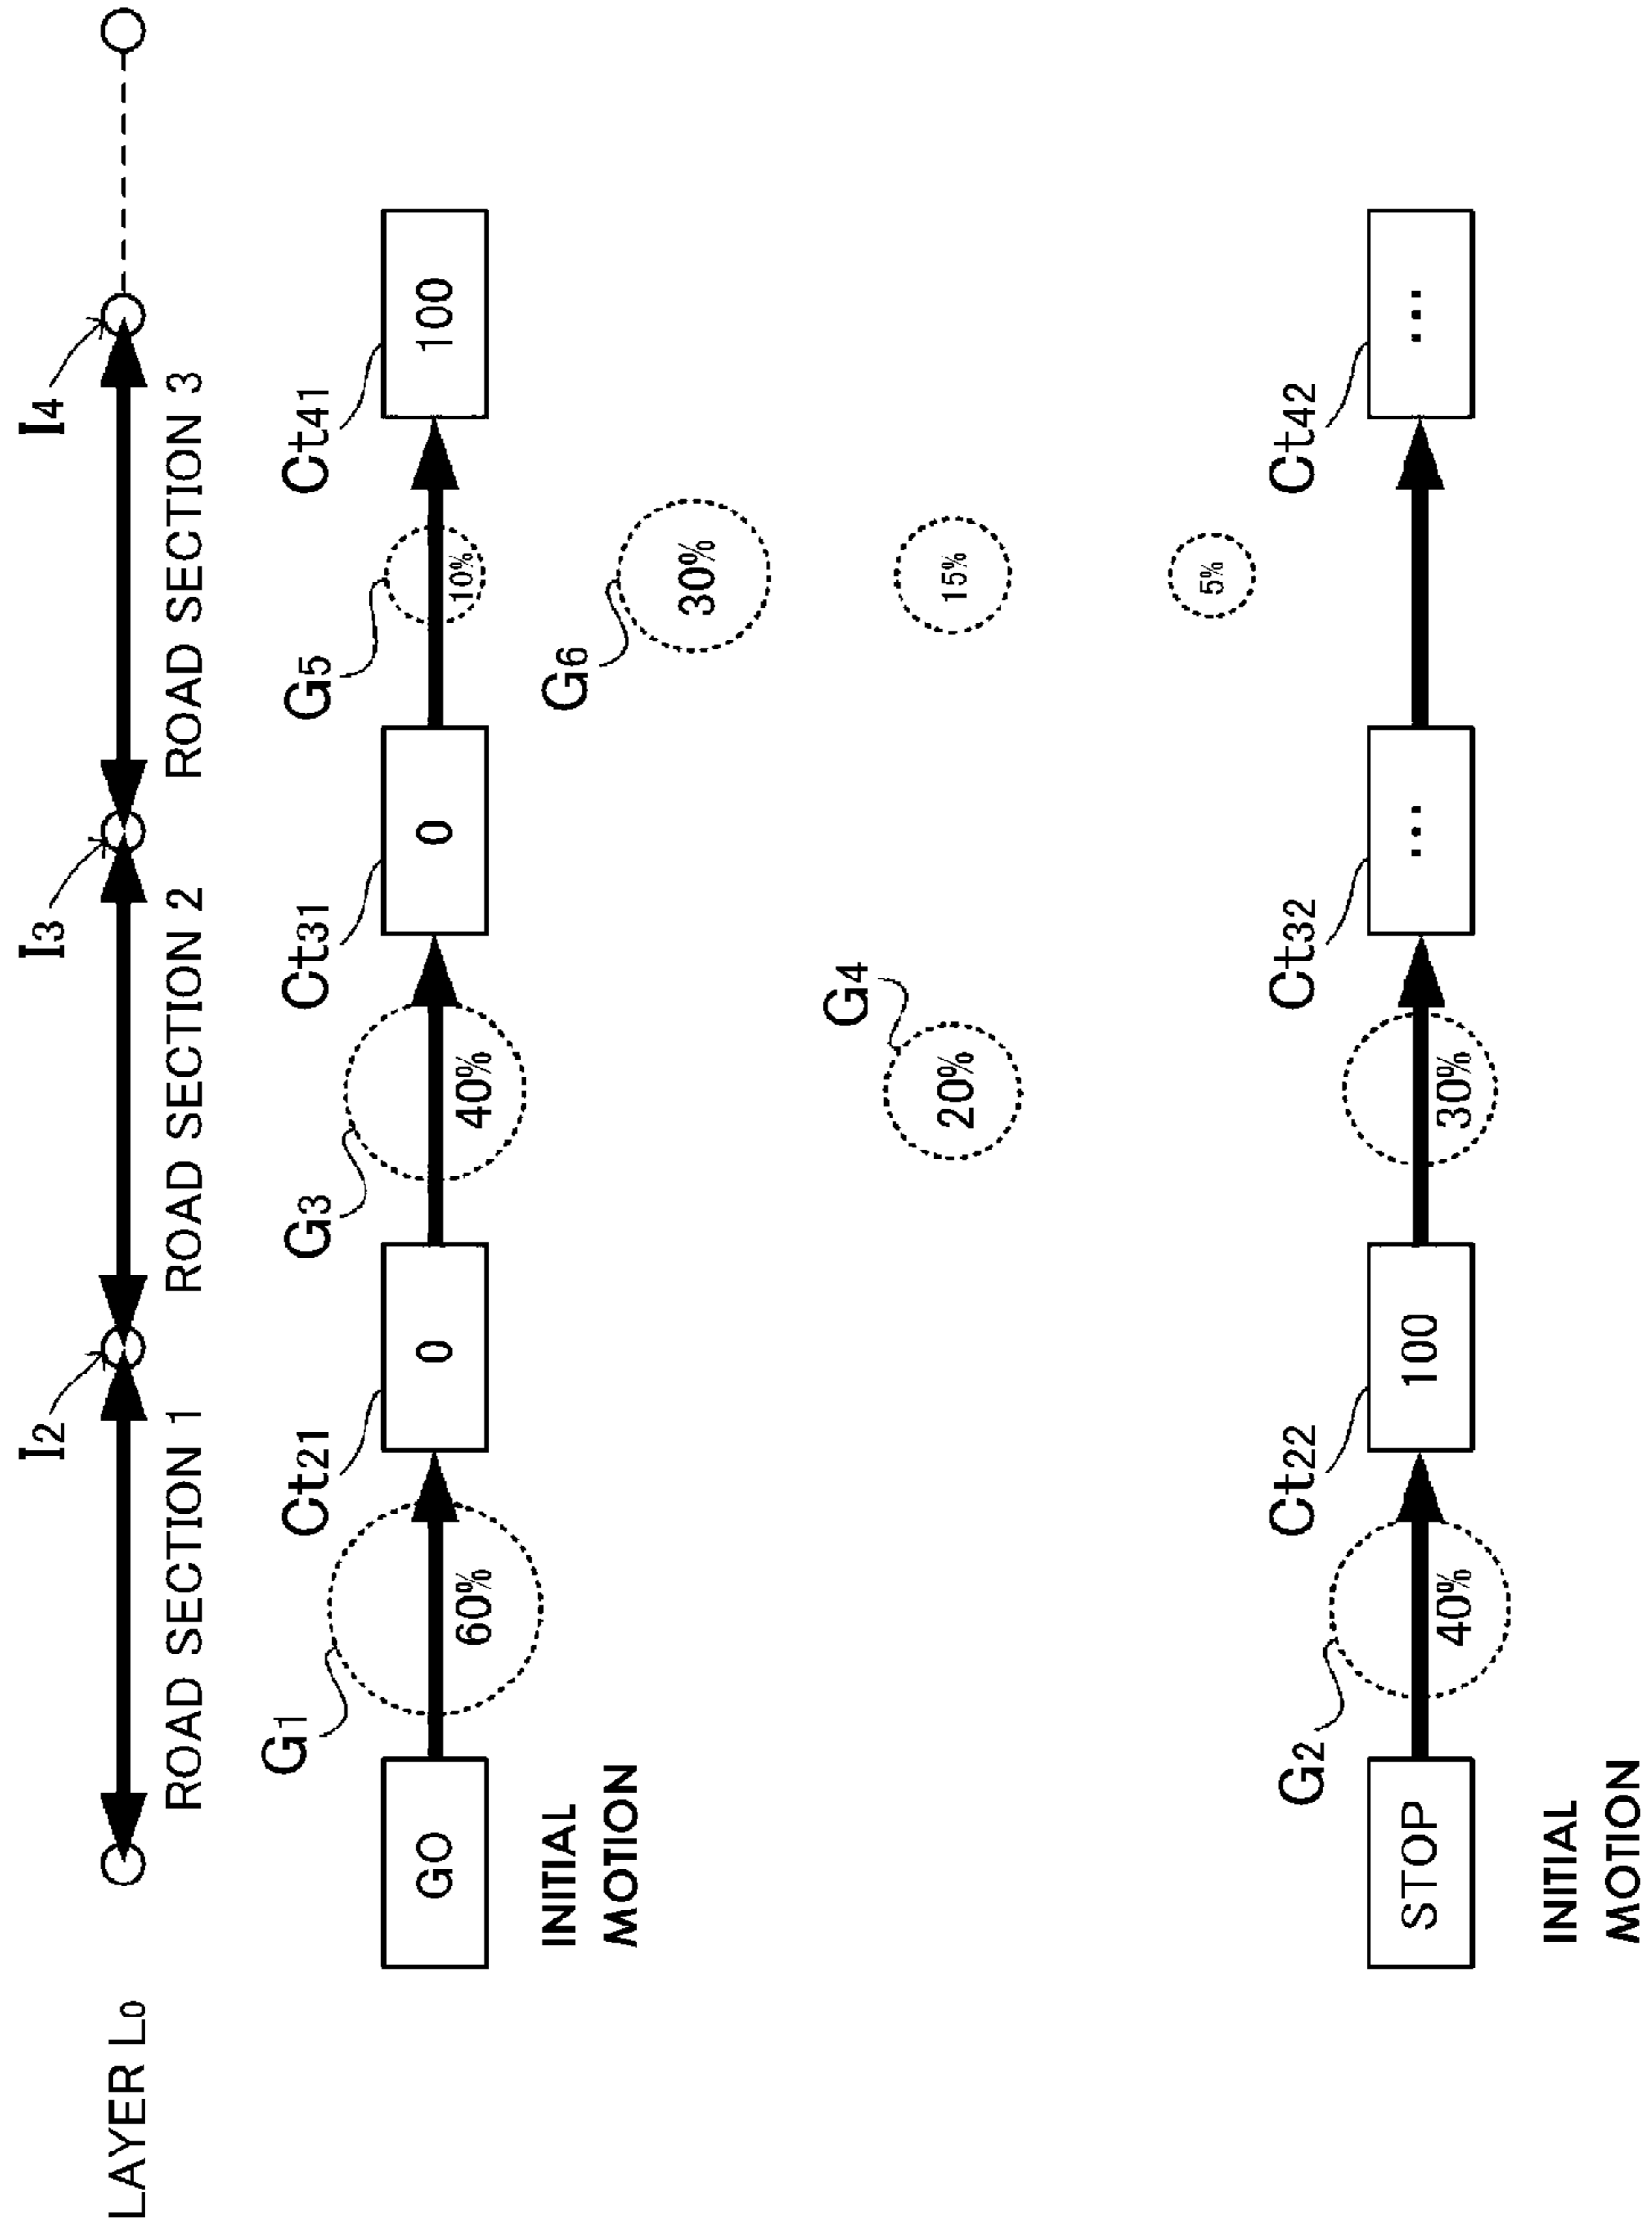 LAYER L0
I2
I3
I4
ROAD SECTION 1
ROAD SECTION 2
ROAD SECTION 3
G1
Ct21
G3
Ct31
G5
Ct41
GO
60%
0
40%
0
10%
100
INITIAL
MOTION
G6
30%
G4
20%
15%
5%
G2
Ct22
Ct32
Ct42
STOP
40%
100
30%
...
...
INITIAL
MOTION